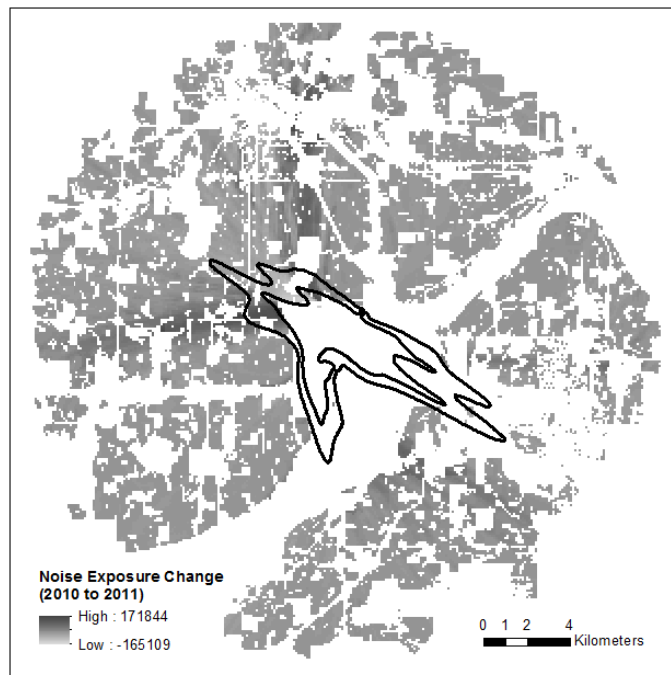 Noise Exposure Change
(2010 to 2011)
High : 171844
Low : -165109
0 1 2 4
Kilometers